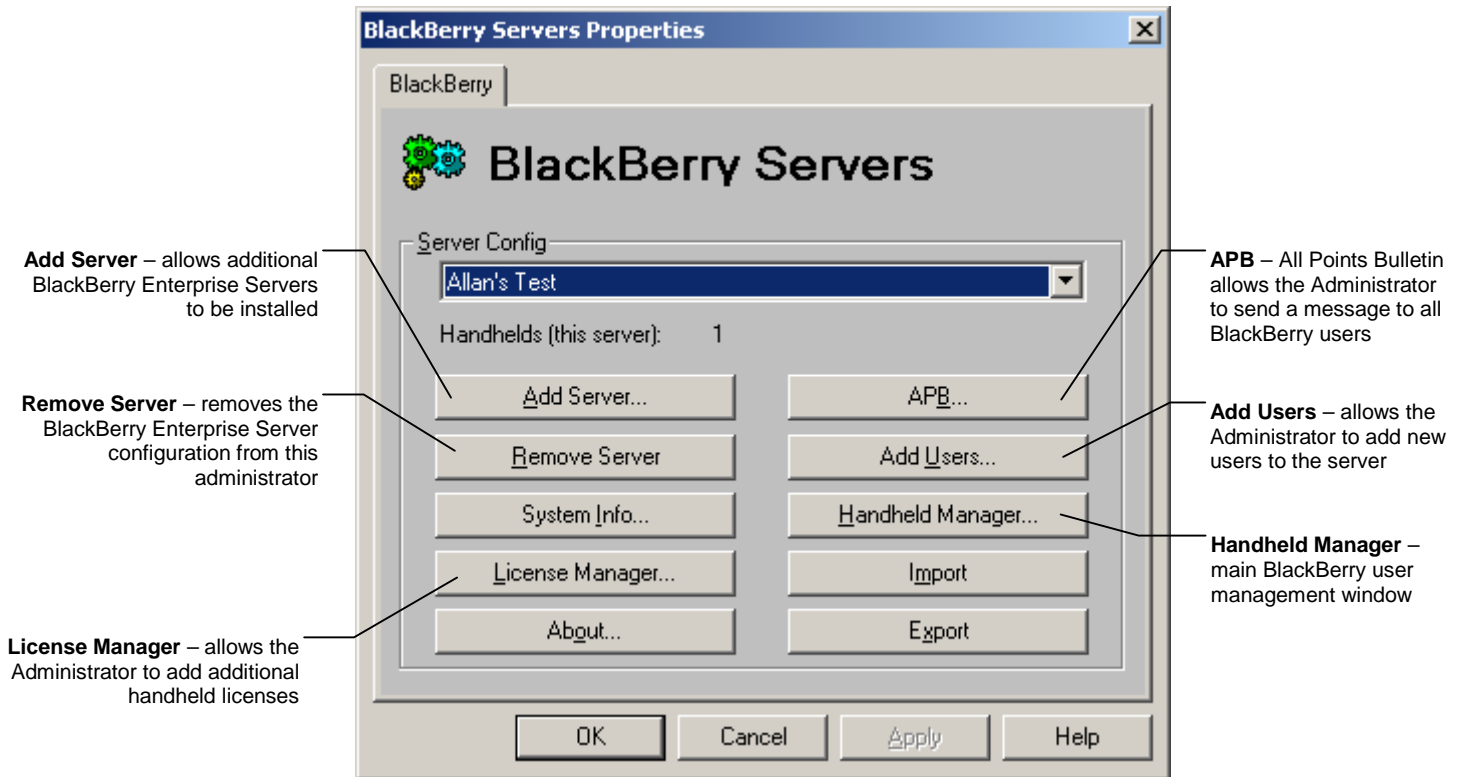 BlackBerry Servers Properties
BlackBerry
BlackBerry Servers
Server Config
Allan's Test
Handhelds (this server): 1
Add Server...
APB...
Remove Server
Add Users...
System Info...
Handheld Manager...
License Manager...
Import
About...
Export
OK
Cancel
Apply
Help
Add Server – allows additional
BlackBerry Enterprise Servers
to be installed
Remove Server – removes the
BlackBerry Enterprise Server
configuration from this
administrator
License Manager – allows the
Administrator to add additional
handheld licenses
APB – All Points Bulletin
allows the Administrator
to send a message to all
BlackBerry users
Add Users – allows the
Administrator to add new
users to the server
Handheld Manager –
main BlackBerry user
management window